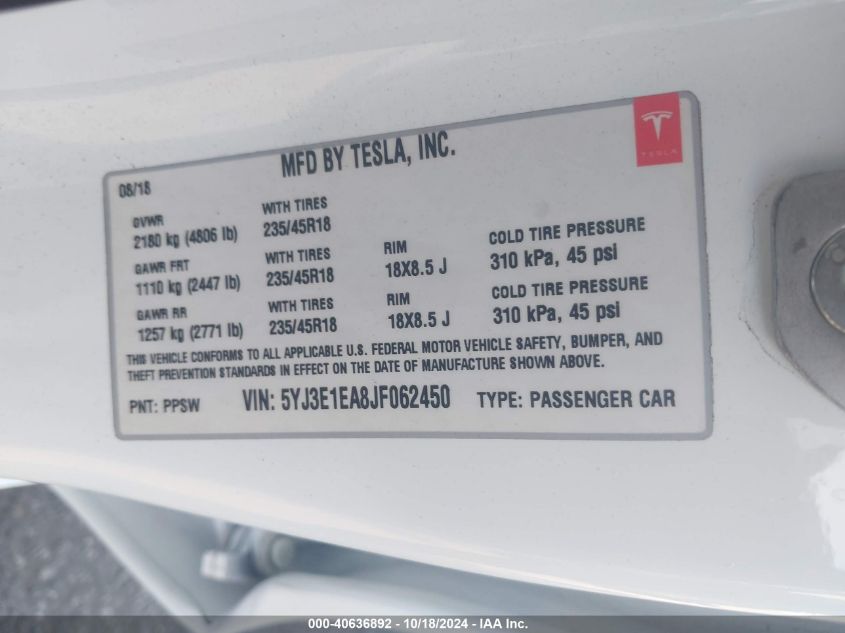 MFD BY TESLA, INC.
TESLA
08/18
GVWR WITH TIRES
2180 kg (4806 lb) 235/45R18
GAWR FRT WITH TIRES RIM COLD TIRE PRESSURE
1110 kg (2447 lb) 235/45R18 18X8.5 J 310 kPa, 45 psi
GAWR RR WITH TIRES RIM COLD TIRE PRESSURE
1257 kg (2771 lb) 235/45R18 18X8.5 J 310 kPa, 45 psi
THIS VEHICLE CONFORMS TO ALL APPLICABLE U.S. FEDERAL MOTOR VEHICLE SAFETY, BUMPER, AND
THEFT PREVENTION STANDARDS IN EFFECT ON THE DATE OF MANUFACTURE SHOWN ABOVE.
PNT: PPSW VIN: 5YJ3E1EA8JF062450 TYPE: PASSENGER CAR
000-40636892 - 10/18/2024 - IAA Inc.